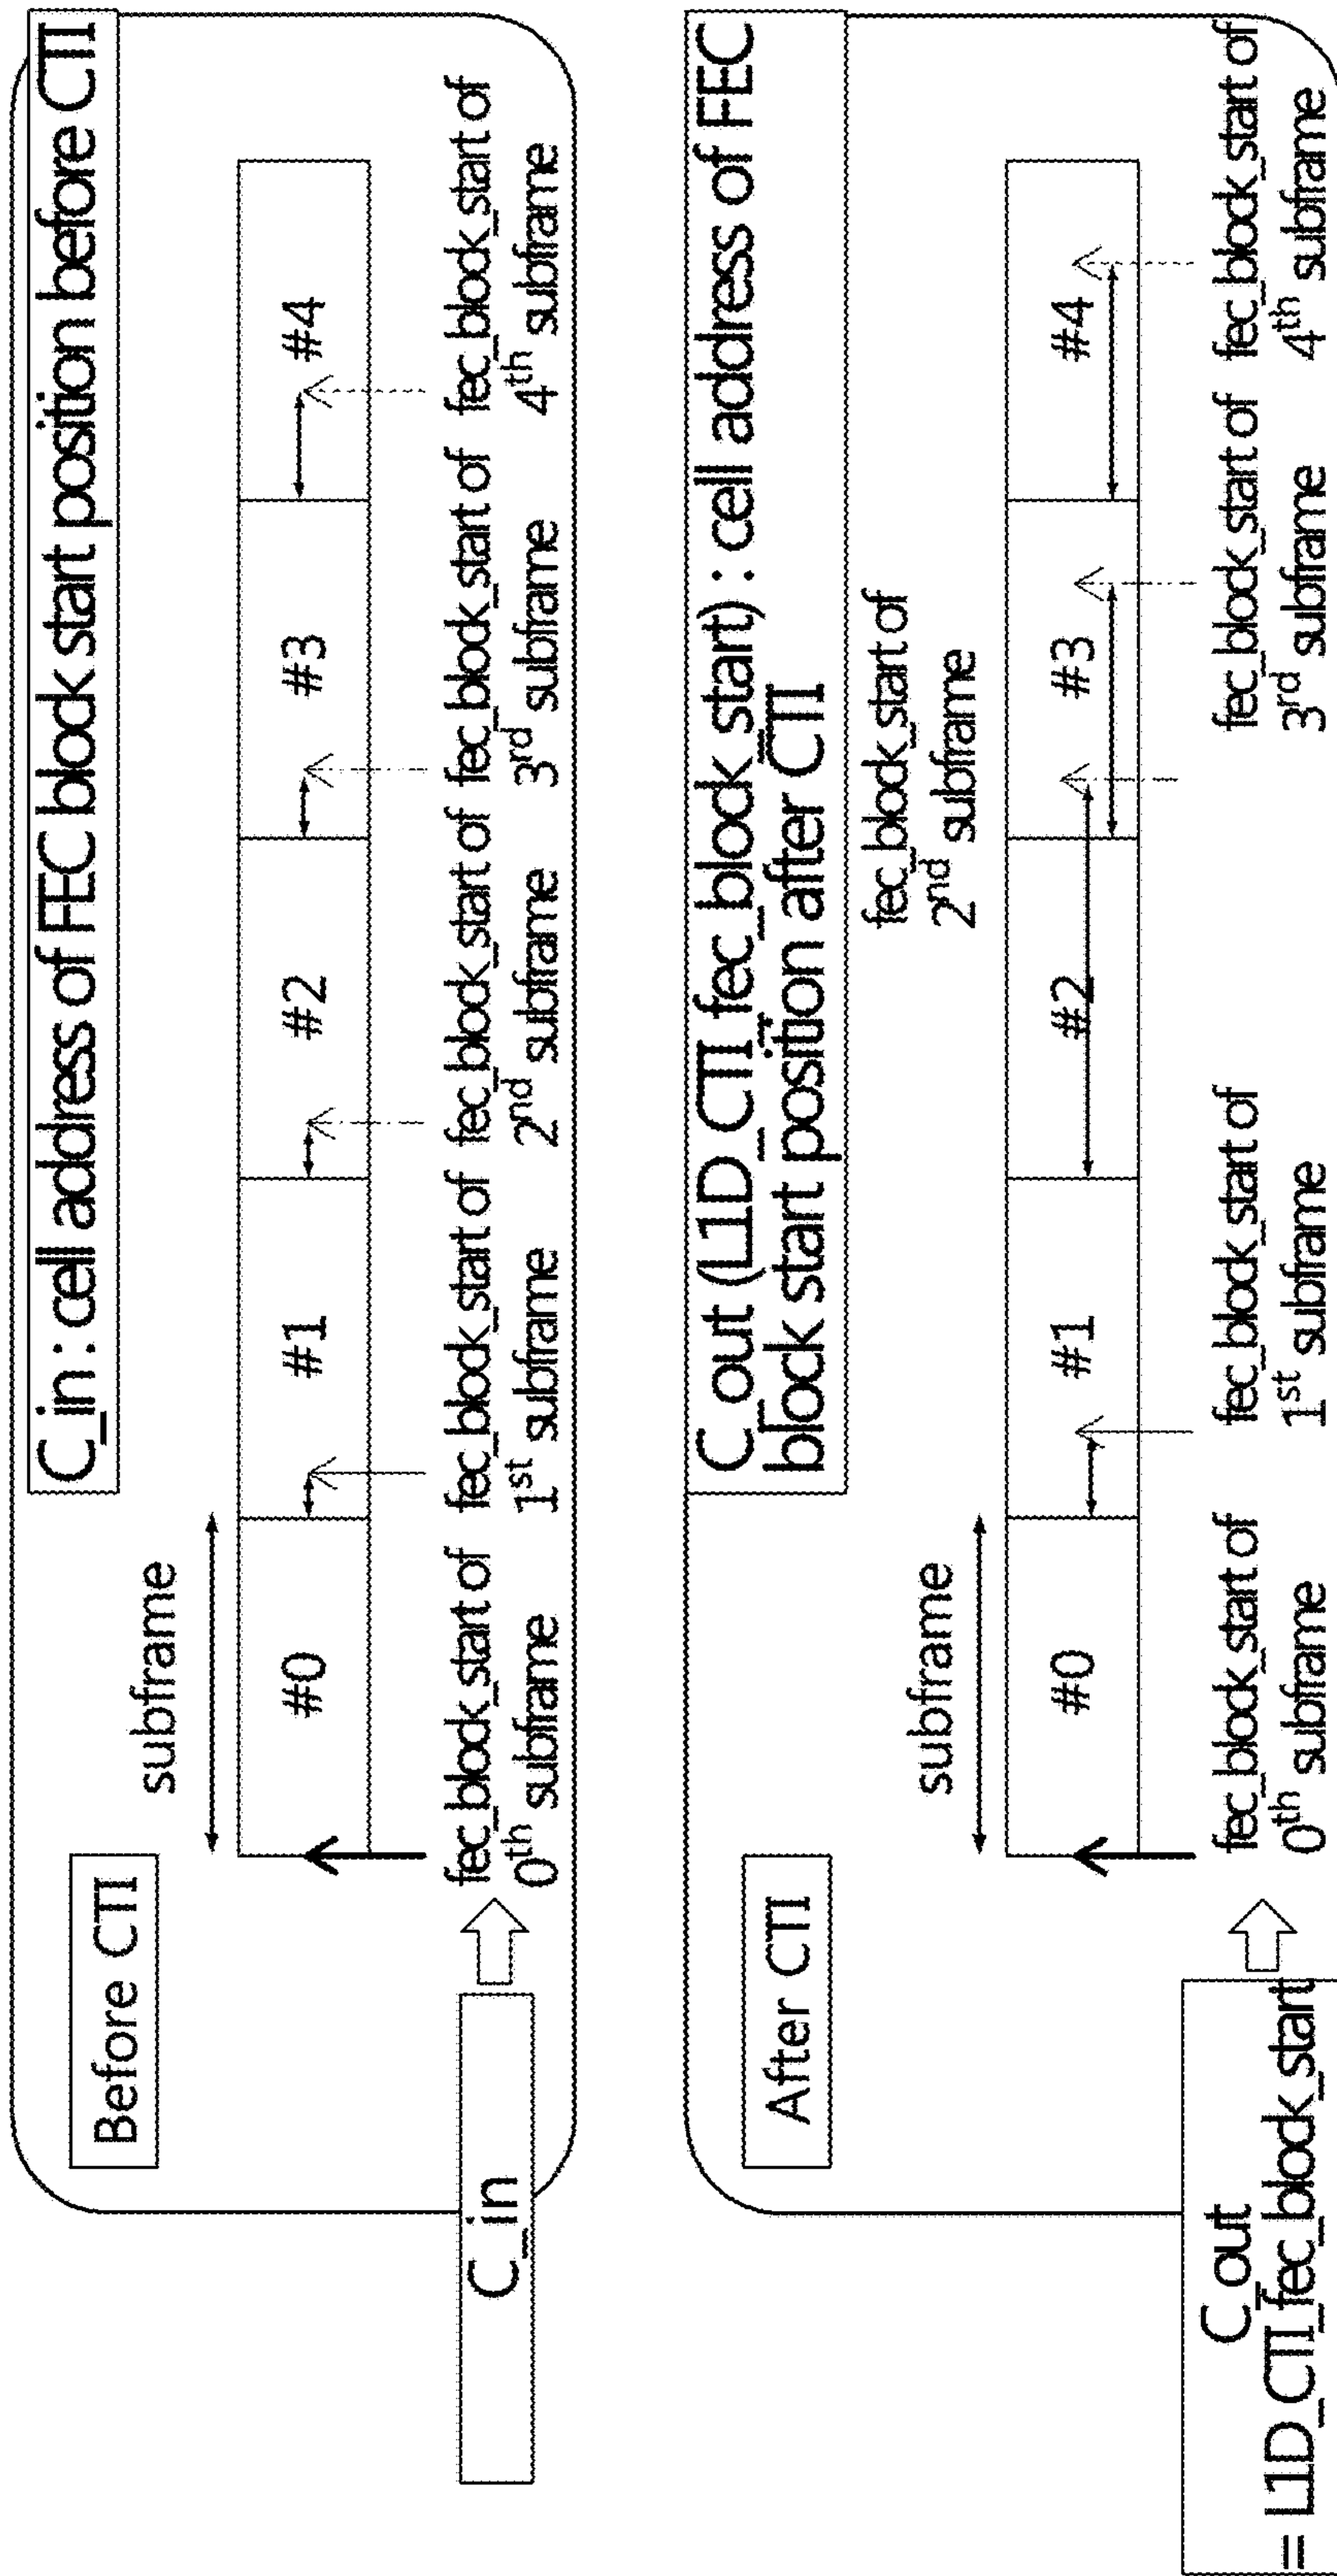 C_in : cell address of FEC block start position before CTI
Before CTI
subframe
#0
#1
#2
#3
#4
C_in
fec_block_start of
0th subframe
fec_block_start of
1st subframe
fec_block_start of
2nd subframe
fec_block_start of
3rd subframe
fec_block_start of
4th subframe
C_out (L1D_CTI_fec_block_start) : cell address of FEC
block start position after CTI
After CTI
subframe
fec_block_start of
2nd subframe
#0
#1
#2
#3
#4
C_out
= L1D_CTI_fec_block_start
fec_block_start of
0th subframe
fec_block_start of
1st subframe
fec_block_start of
3rd subframe
fec_block_start of
4th subframe